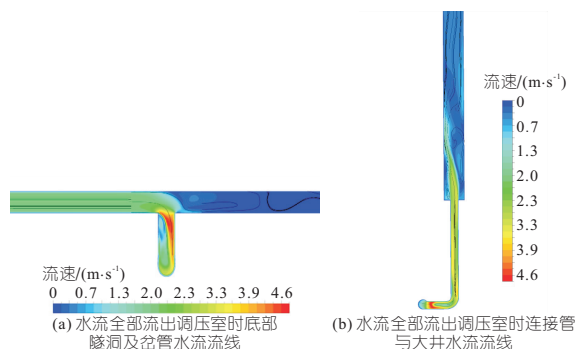 流速/(m·s⁻¹)
0 0.7 1.3 2.0 2.3 3.3 3.9 4.6
(a) 水流全部流出调压室时底部
隧洞及岔管水流流线
流速/(m·s⁻¹)
0
0.7
1.3
2.0
2.3
3.3
3.9
4.6
(b) 水流全部流出调压室时连接管
与大井水流流线